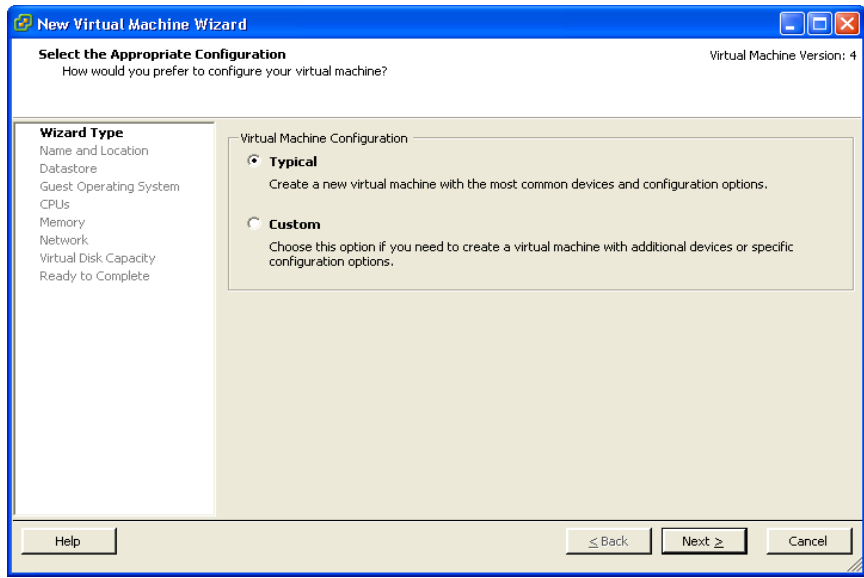 New Virtual Machine Wizard
Select the Appropriate Configuration
How would you prefer to configure your virtual machine?
Virtual Machine Version: 4
Wizard Type
Name and Location
Datastore
Guest Operating System
CPUs
Memory
Network
Virtual Disk Capacity
Ready to Complete
Virtual Machine Configuration
Typical
Create a new virtual machine with the most common devices and configuration options.
Custom
Choose this option if you need to create a virtual machine with additional devices or specific
configuration options.
Help
< Back
Next >
Cancel